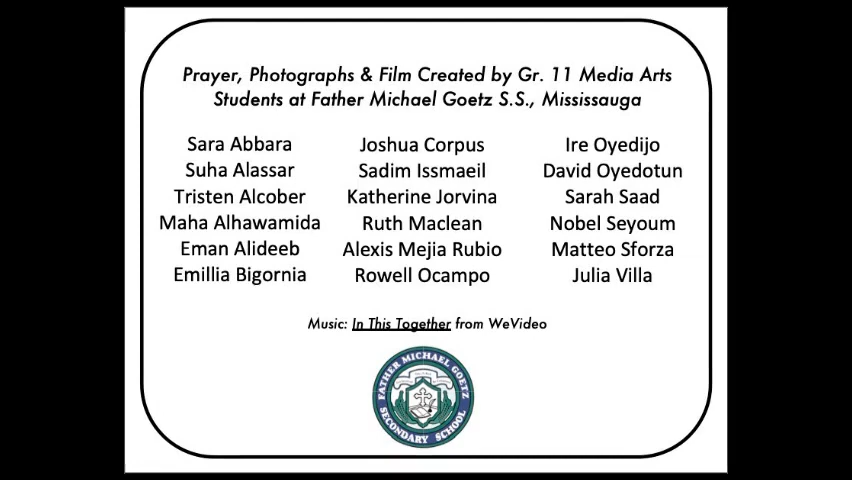 Prayer, Photographs & Film Created by Gr. 11 Media Arts
Students at Father Michael Goetz S.S., Mississauga
Sara Abbara
Suha Alassar
Tristen Alcober
Maha Alhawamida
Eman Alideeb
Emillia Bigornia
Joshua Corpus
Sadim Issmaeil
Katherine Jorvina
Ruth Maclean
Alexis Mejia Rubio
Rowell Ocampo
Ire Oyedijo
David Oyedotun
Sarah Saad
Nobel Seyoum
Matteo Sforza
Julia Villa
Music: In This Together from WeVideo
FATHER MICHAEL GOETZ
SECONDARY SCHOOL